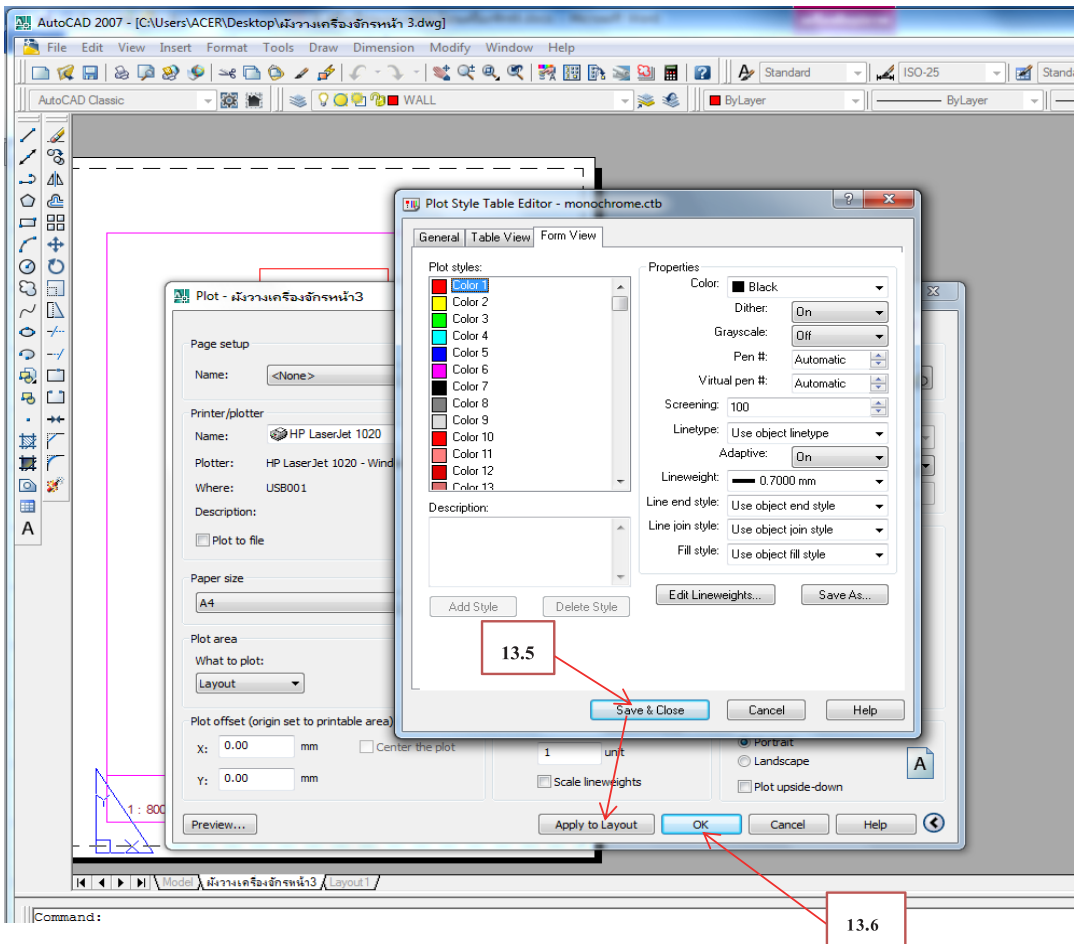 AutoCAD 2007 - [C:\Users\ACER\Desktop\ผังวางเครื่องจักรหน้า 3.dwg]
File Edit View Insert Format Tools Draw Dimension Modify Window Help
Standard ISO-25
AutoCAD Classic WALL ByLayer ByLayer
Plot Style Table Editor - monochrome.ctb
General Table View Form View
Plot styles:
Color 1
Color 2
Color 3
Color 4
Color 5
Color 6
Color 7
Color 8
Color 9
Color 10
Color 11
Color 12
Color 13
Description:
Add Style Delete Style
Properties
Color: Black
Dither: On
Grayscale: Off
Pen #: Automatic
Virtual pen #: Automatic
Screening: 100
Linetype: Use object linetype
Adaptive: On
Lineweight: 0.7000 mm
Line end style: Use object end style
Line join style: Use object join style
Fill style: Use object fill style
Edit Lineweights... Save As...
13.5
Save & Close Cancel Help
Plot - ผังวางเครื่องจักรหน้า3
Page setup
Name: <None>
Printer/plotter
Name: HP LaserJet 1020
Plotter: HP LaserJet 1020 - Wind
Where: USB001
Description:
Plot to file
Paper size
A4
Plot area
What to plot:
Layout
Plot offset (origin set to printable area)
X: 0.00 mm Center the plot
Y: 0.00 mm
1 unit
Scale lineweights
Portrait
Landscape
A
Plot upside-down
Preview... Apply to Layout OK Cancel Help
1 : 800
Y
X
A
Model ผังวางเครื่องจักรหน้า3 Layout1
Command:
13.6